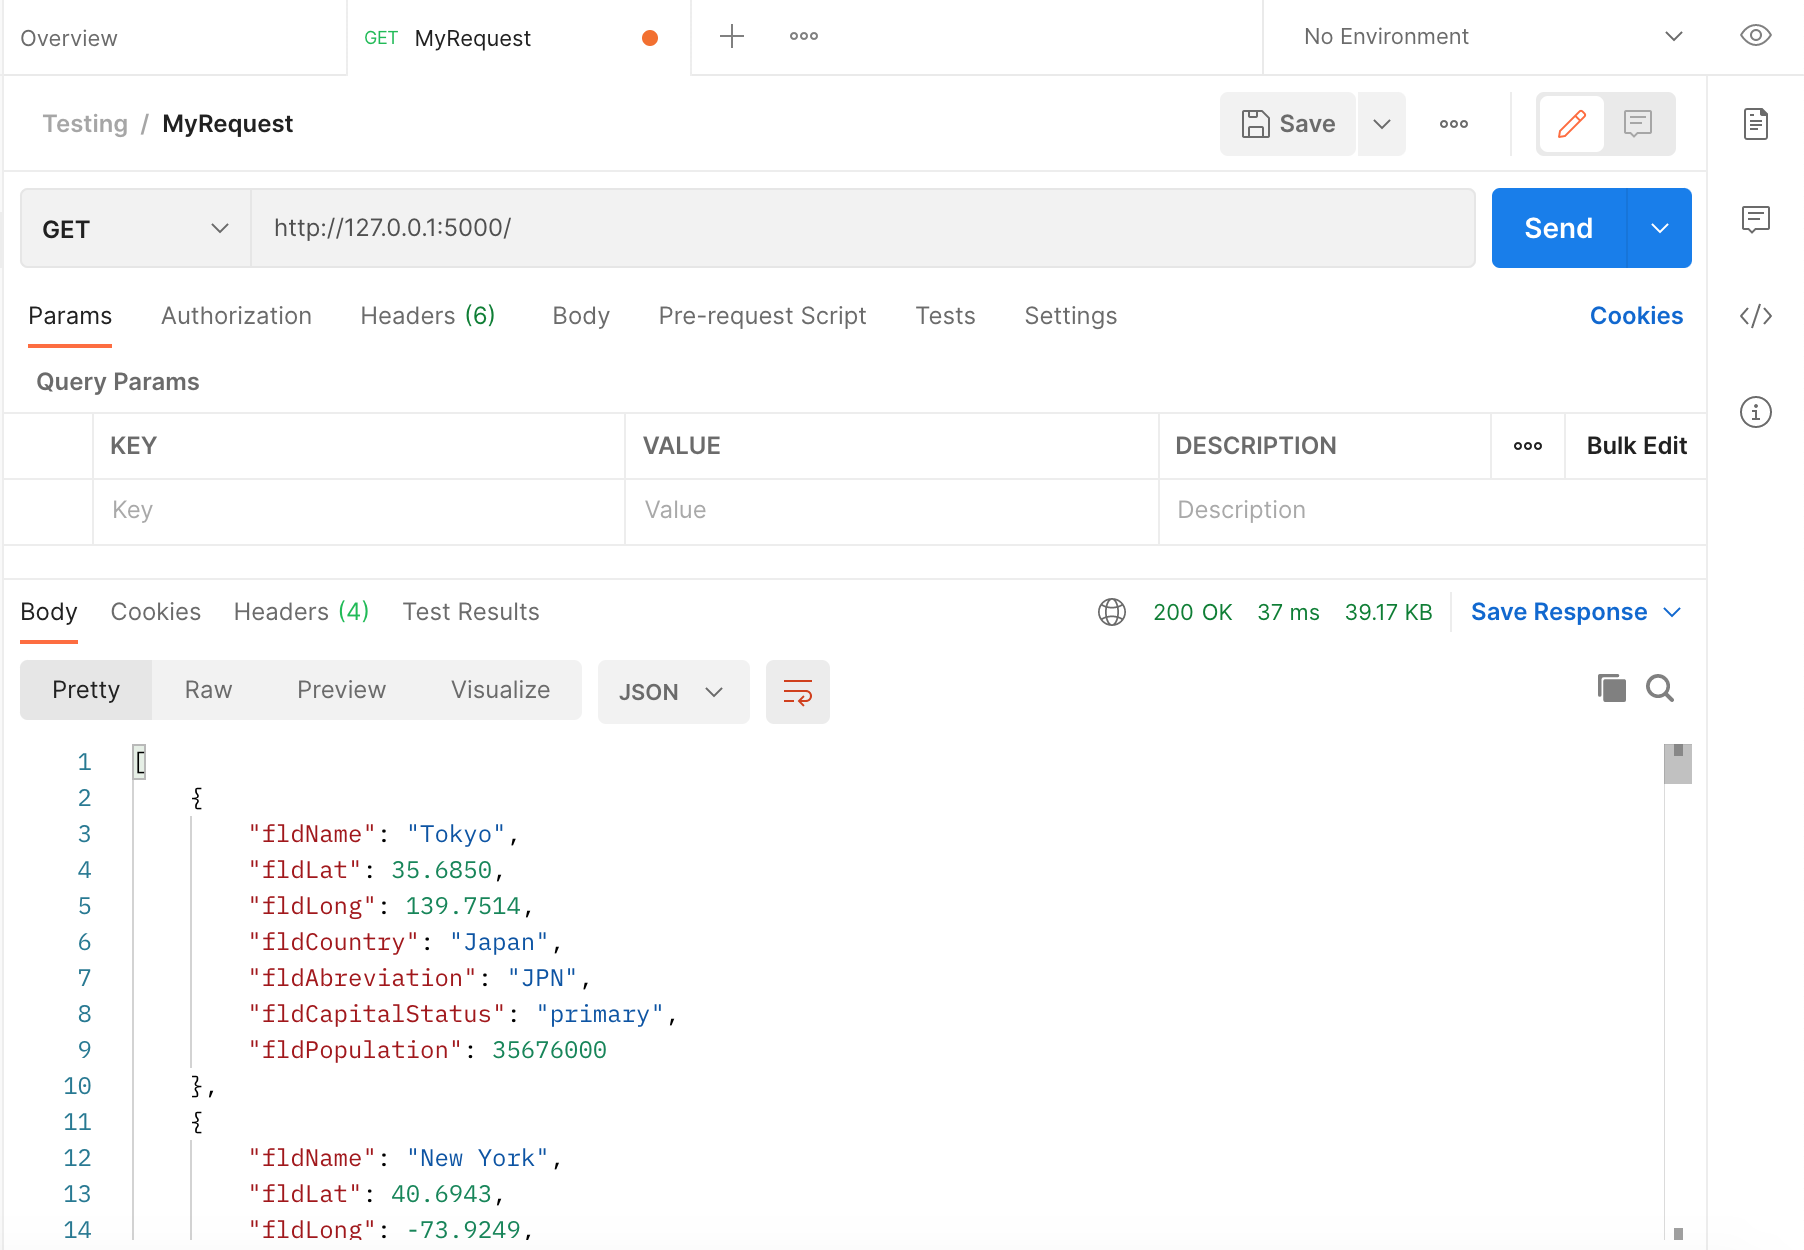 Overview GET MyRequest No Environment
Testing / MyRequest Save
GET http://127.0.0.1:5000/ Send
Params Authorization Headers (6) Body Pre-request Script Tests Settings Cookies
Query Params
KEY VALUE DESCRIPTION Bulk Edit
Key Value Description
Body Cookies Headers (4) Test Results 200 OK 37 ms 39.17 KB Save Response
Pretty Raw Preview Visualize JSON
1 [
2 {
3 "fldName": "Tokyo",
4 "fldLat": 35.6850,
5 "fldLong": 139.7514,
6 "fldCountry": "Japan",
7 "fldAbreviation": "JPN",
8 "fldCapitalStatus": "primary",
9 "fldPopulation": 35676000
10 },
11 {
12 "fldName": "New York",
13 "fldLat": 40.6943,
14 "fldLong": -73.9249,